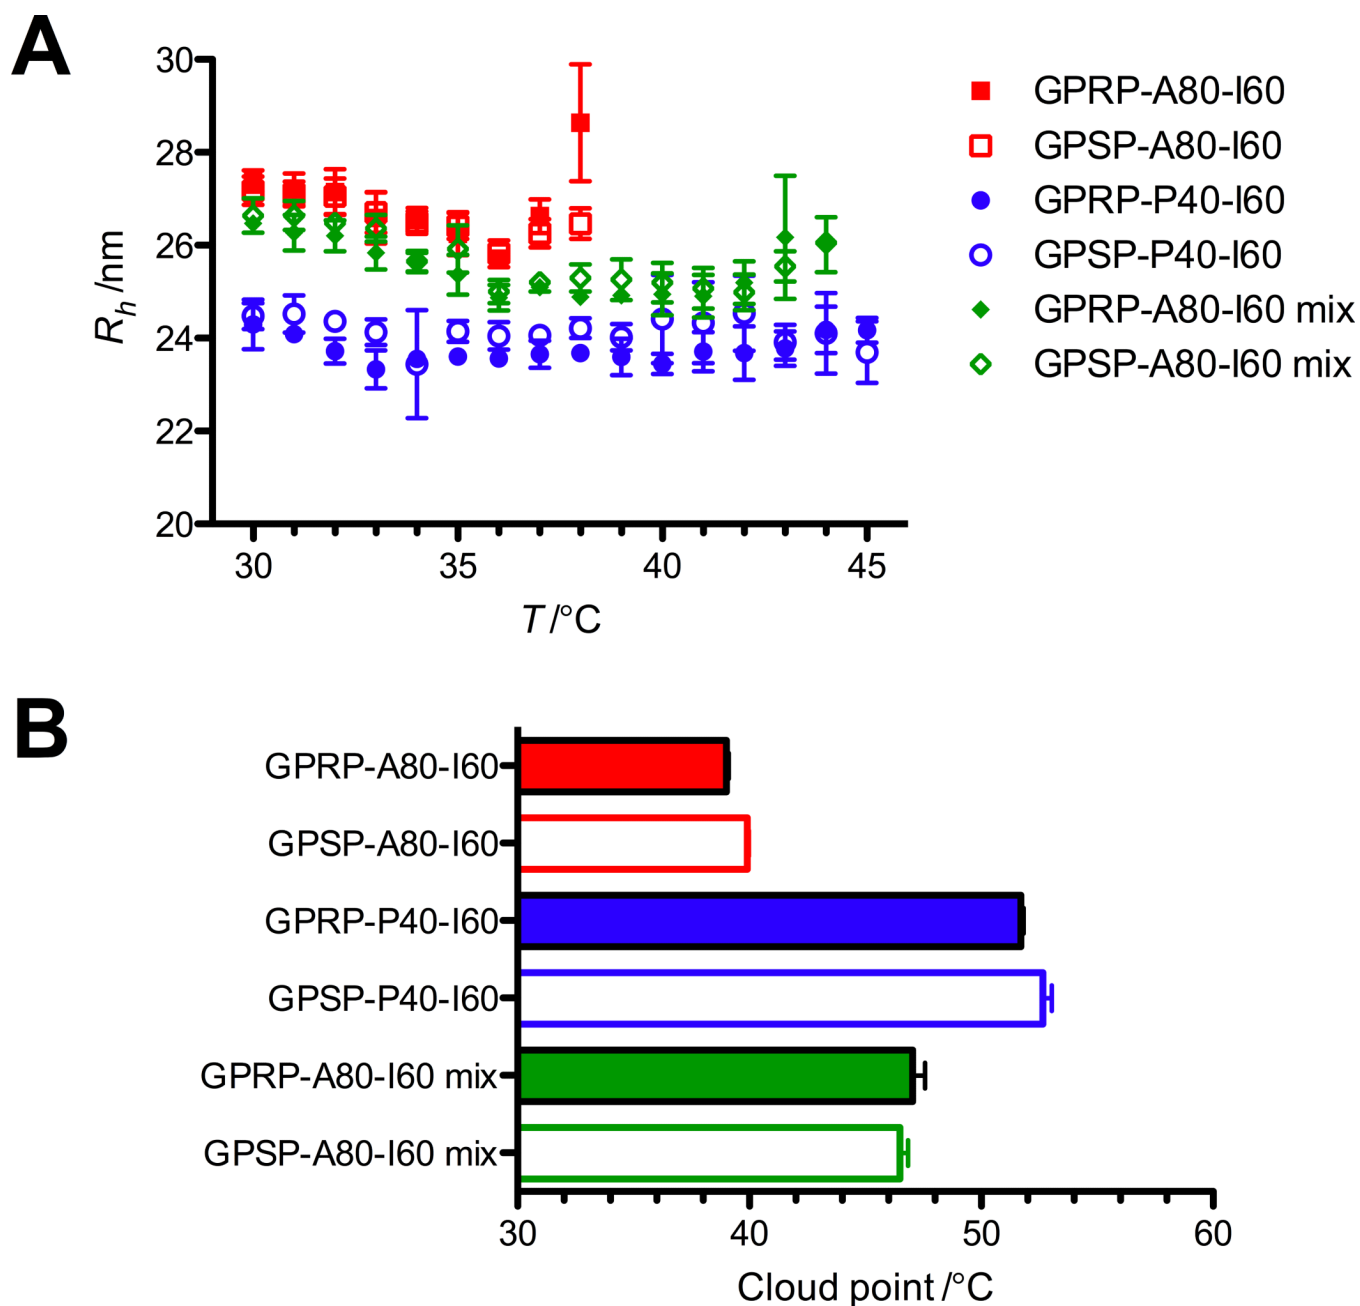 A
30
28
26
24
22
20
R_h /nm
30 35 40 45
T /°C
GPRP-A80-I60
GPSP-A80-I60
GPRP-P40-I60
GPSP-P40-I60
GPRP-A80-I60 mix
GPSP-A80-I60 mix
B
GPRP-A80-I60
GPSP-A80-I60
GPRP-P40-I60
GPSP-P40-I60
GPRP-A80-I60 mix
GPSP-A80-I60 mix
30 40 50 60
Cloud point /°C